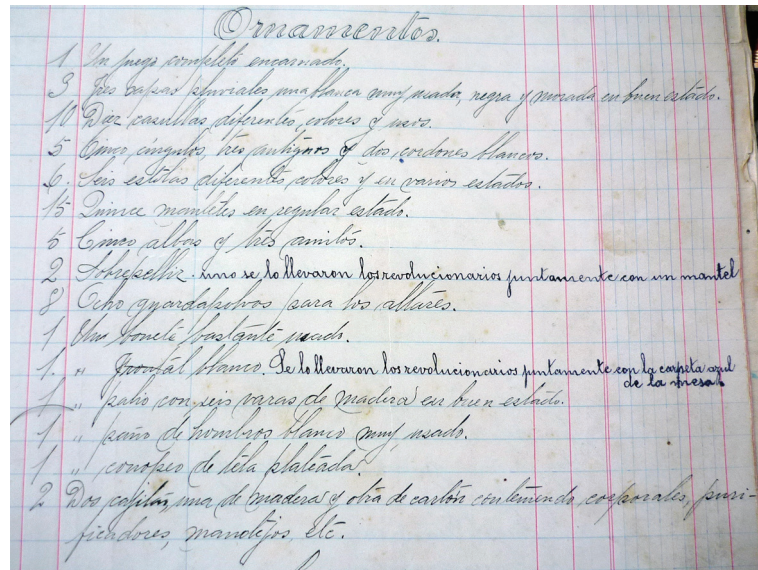 Ornamentos.
1 Un juego completo encarnado.
3 Tres capas pluviales una blanca muy usada, negra y morada en buen estado.
10 Diez casullas diferentes, colores y usos.
5 Cinco cíngulos, tres antiguos y dos cordones blancos.
6. Seis estolas diferentes, colores y en varios estados.
15 Quince manteles en regular estado.
5 Cinco albas y tres amitos.
2 Sobrepelliz. uno se lo llevaron los revolucionarios juntamente con un mantel
8 Ocho guardapolvos para los altares.
1 Un bonete bastante usado.
1. " frontal blanco. Se lo llevaron los revolucionarios juntamente con la carpeta azul
de la mesa.
1 " palio con seis varas de madera en buen estado.
1 " paño de hombros blanco muy usado.
1 " conopeo de tela plateada.
2 Dos cajitas, una de madera y otra de cartón conteniendo corporales, puri-
ficadores, manotejos, etc.